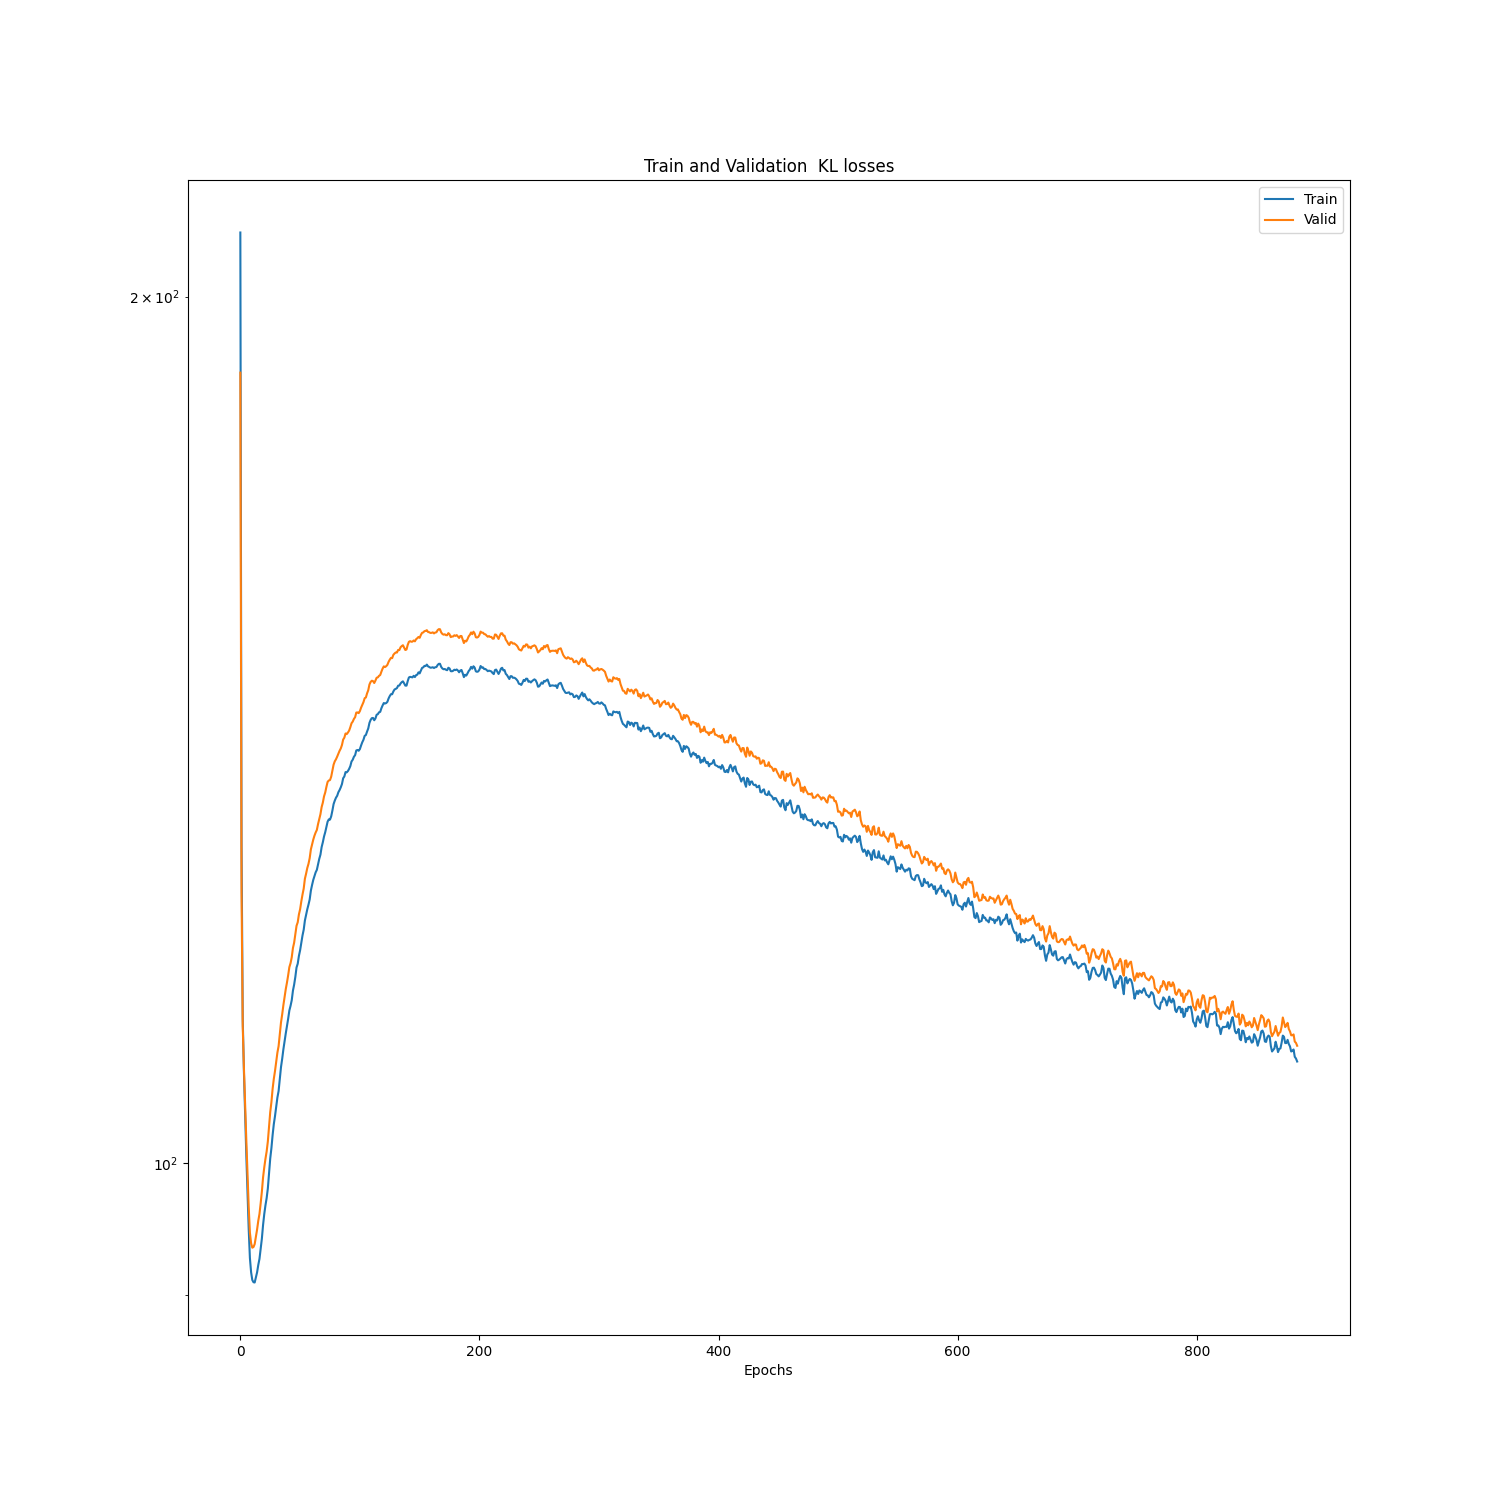 Train and Validation  KL losses
Train
Valid
2 × 10²
10²
0 200 400 600 800
Epochs